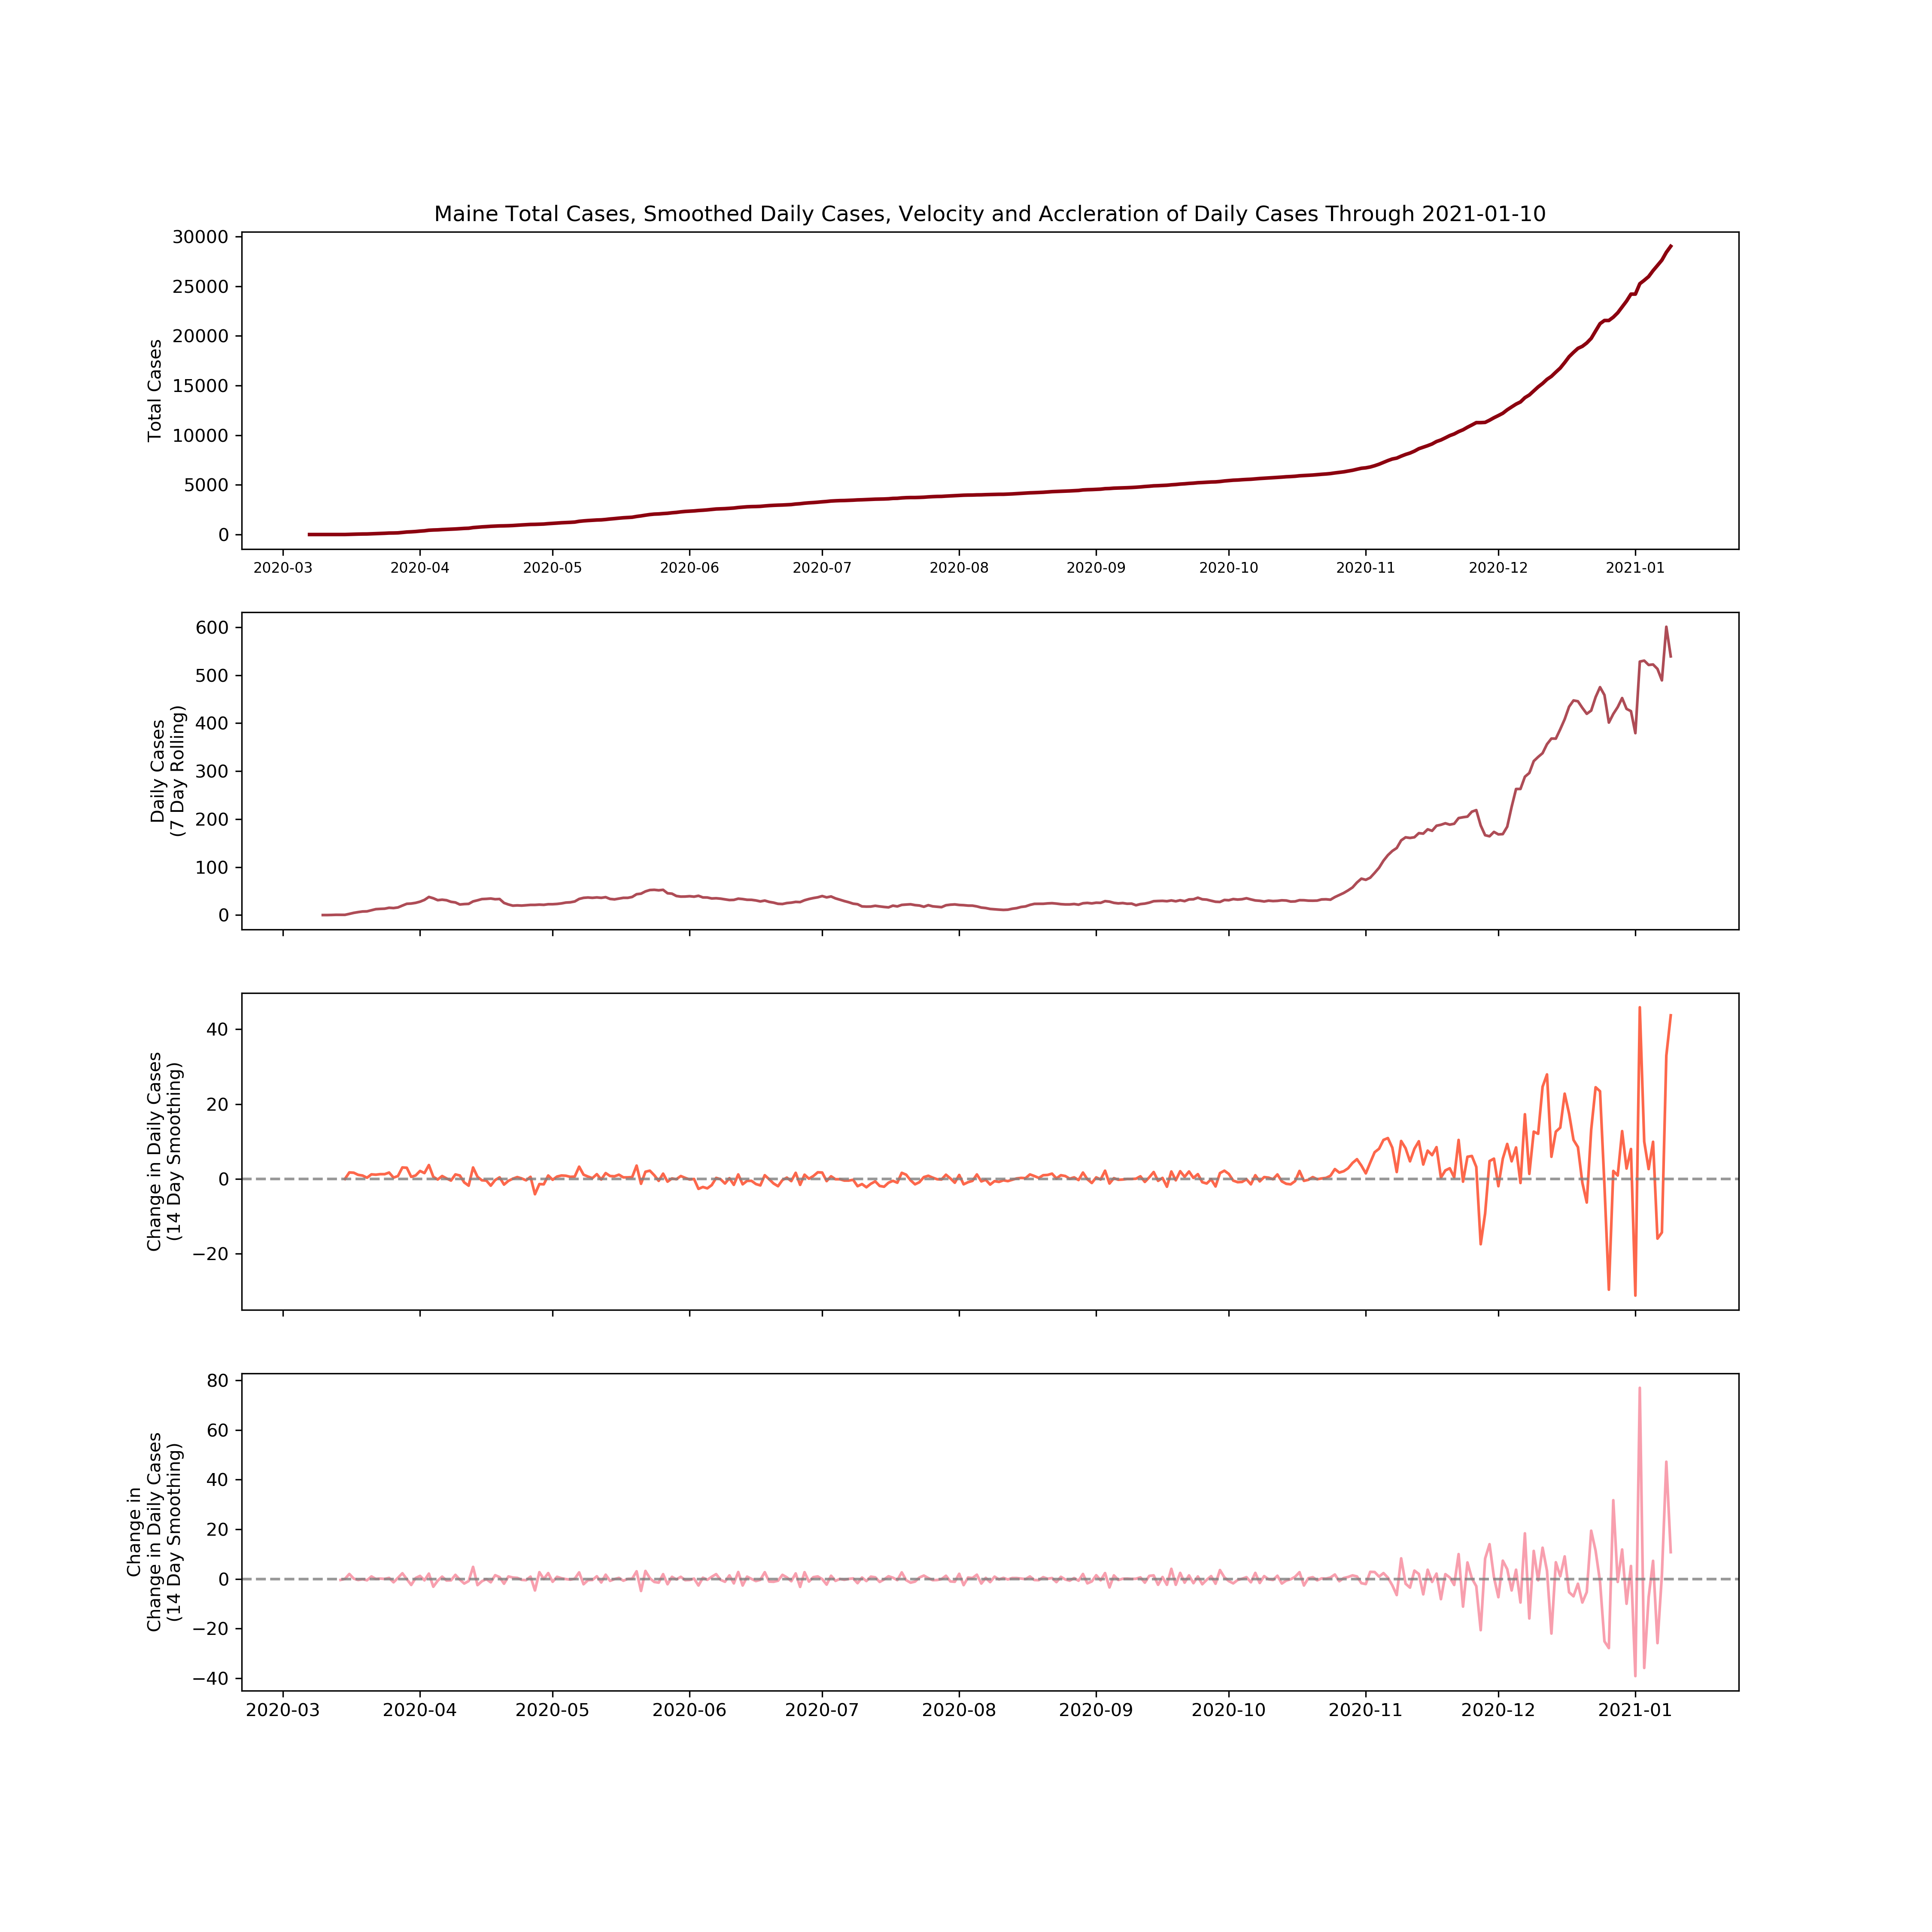 Maine Total Cases, Smoothed Daily Cases, Velocity and Accleration of Daily Cases Through 2021-01-10
30000
25000
20000
15000
10000
5000
0
Total Cases
2020-03 2020-04 2020-05 2020-06 2020-07 2020-08 2020-09 2020-10 2020-11 2020-12 2021-01
600
500
400
300
200
100
0
Daily Cases
(7 Day Rolling)
40
20
0
−20
Change in Daily Cases
(14 Day Smoothing)
80
60
40
20
0
−20
−40
Change in
Change in Daily Cases
(14 Day Smoothing)
2020-03 2020-04 2020-05 2020-06 2020-07 2020-08 2020-09 2020-10 2020-11 2020-12 2021-01